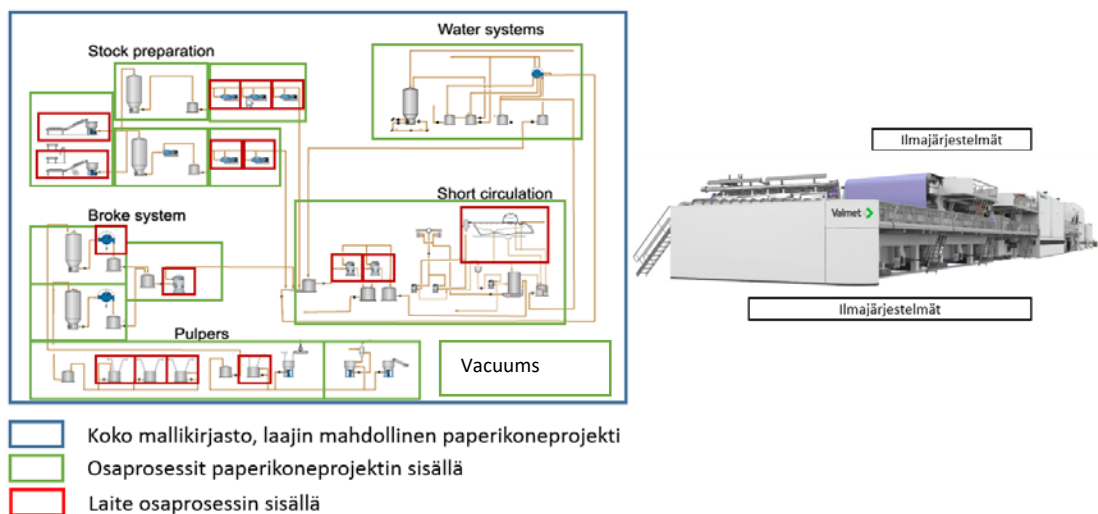 Water systems
Stock preparation
Ilmajärjestelmät
Short circulation
Broke system
Valmet
Ilmajärjestelmät
Pulpers
Vacuums
Koko mallikirjasto, laajin mahdollinen paperikoneprojekti
Osaprosessit paperikoneprojektin sisällä
Laite osaprosessin sisällä